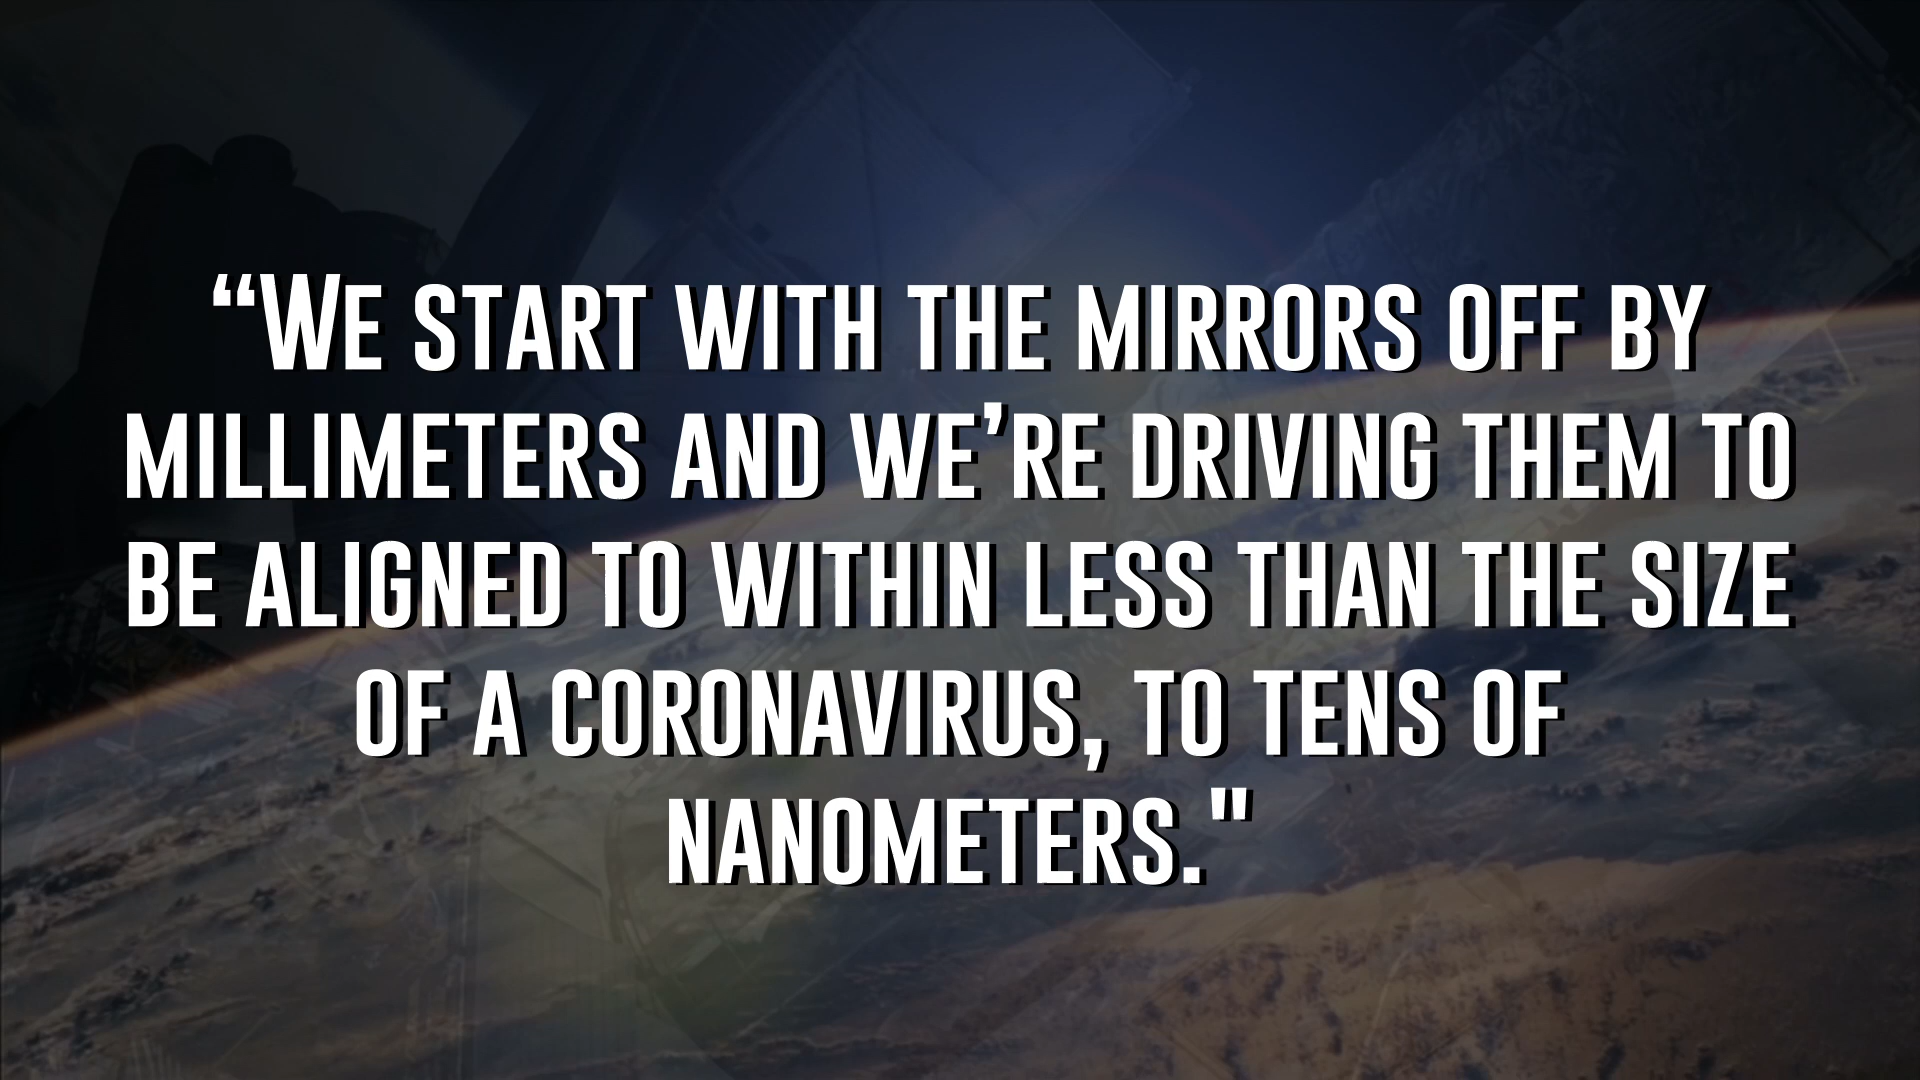 “We start with the mirrors off by
millimeters and we’re driving them to
be aligned to within less than the size
of a coronavirus, to tens of
nanometers."